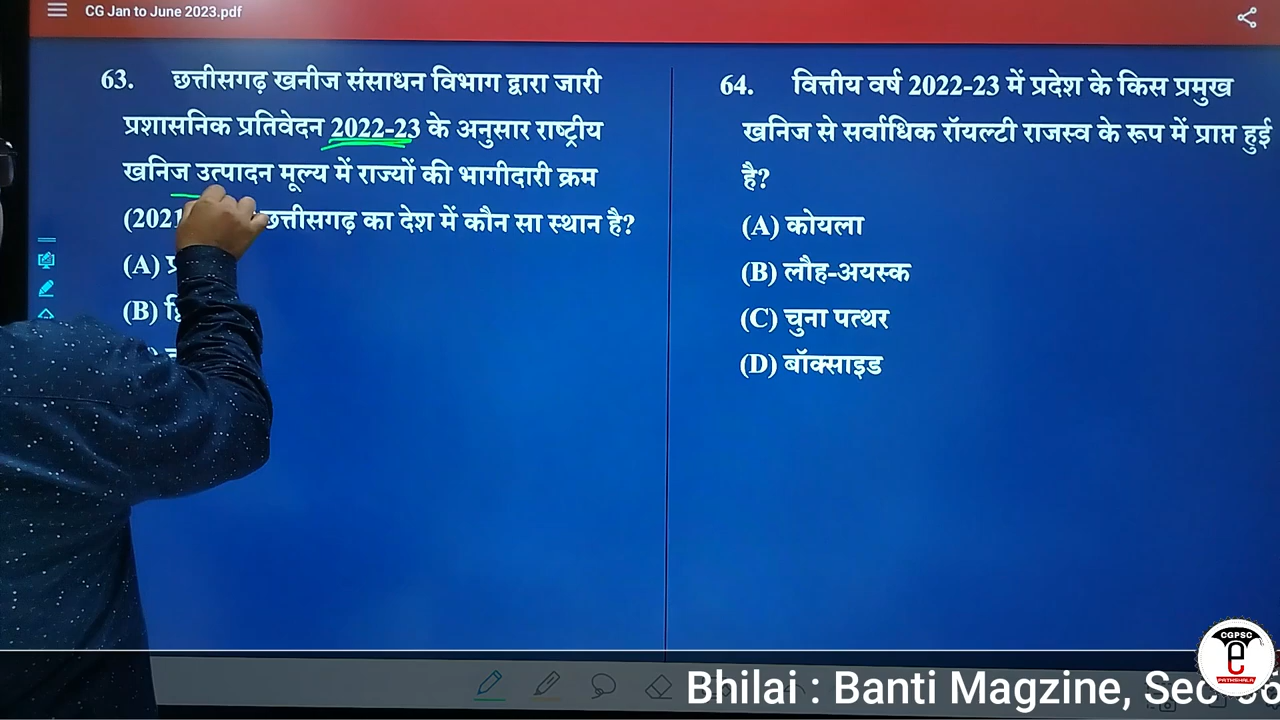 CG Jan to June 2023.pdf
63. छत्तीसगढ़ खनीज संसाधन विभाग द्वारा जारी
प्रशासनिक प्रतिवेदन 2022-23 के अनुसार राष्ट्रीय
खनिज उत्पादन मूल्य में राज्यों की भागीदारी क्रम
(2021 छत्तीसगढ़ का देश में कौन सा स्थान है?
(A)
(B)
64. वित्तीय वर्ष 2022-23 में प्रदेश के किस प्रमुख
खनिज से सर्वाधिक रॉयल्टी राजस्व के रूप में प्राप्त हुई
है?
(A) कोयला
(B) लौह-अयस्क
(C) चुना पत्थर
(D) बॉक्साइड
Bhilai : Banti Magzine, Sec
CGPSC
e
PATHSHALA